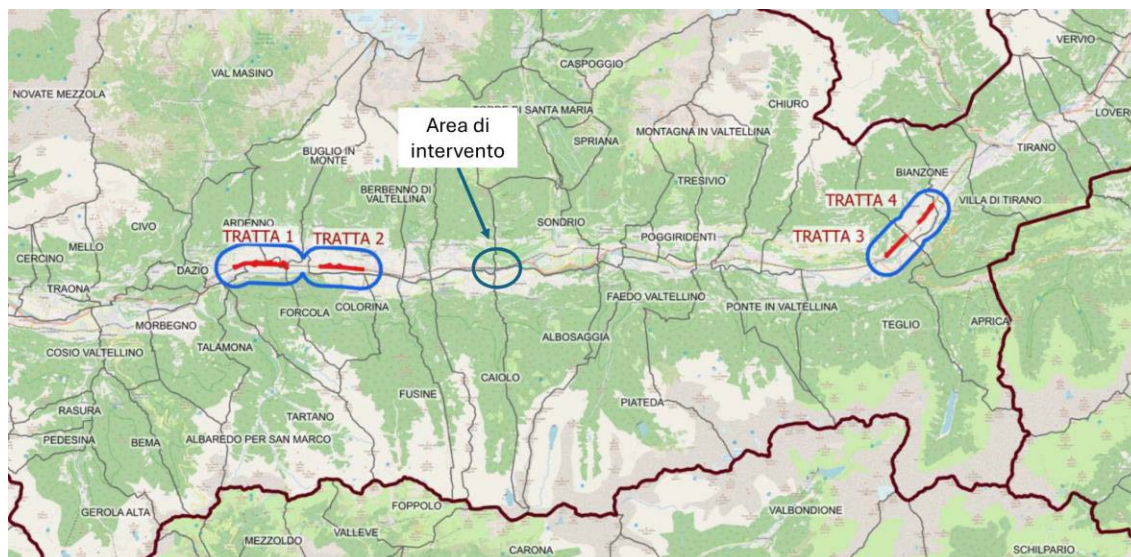 VERVIO
CASPOGGIO
VAL MASINO
NOVATE MEZZOLA
LOVERO
CHIURO
TORRE DI SANTA MARIA
Area di
intervento
MONTAGNA IN VALTELLINA
SPRIANA
TIRANO
BUGLIO IN
MONTE
BIANZONE
BERBENNO DI
VALTELLINA
TRESIVIO
TRATTA 4
VILLA DI TIRANO
CIVO
ARDENNO
SONDRIO
TRATTA 1
TRATTA 2
TRATTA 3
POGGIRIDENTI
MELLO
CERCINO
DAZIO
TRAONA
COLORINA
FAEDO VALTELLINO
PONTE IN VALTELLINA
FORCOLA
MORBEGNO
TEGLIO
APRICA
ALBOSAGGIA
TALAMONA
COSIO VALTELLINO
CAIOLO
FUSINE
PIATEDA
RASURA
TARTANO
PEDESINA
BEMA
ALBAREDO PER SAN MARCO
FOPPOLO
VALBONDIONE
GEROLA ALTA
VALLEVE
MEZZOLDO
CARONA
SCHILPARIO